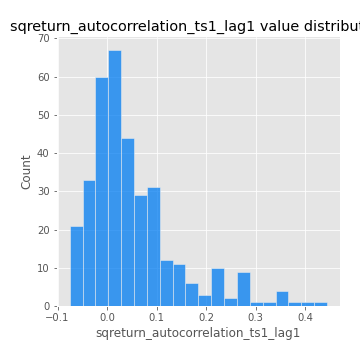 sqreturn_autocorrelation_ts1_lag1 value distribut
70
60
50
40
30
20
10
0
Count
−0.1 0.0 0.1 0.2 0.3 0.4
sqreturn_autocorrelation_ts1_lag1